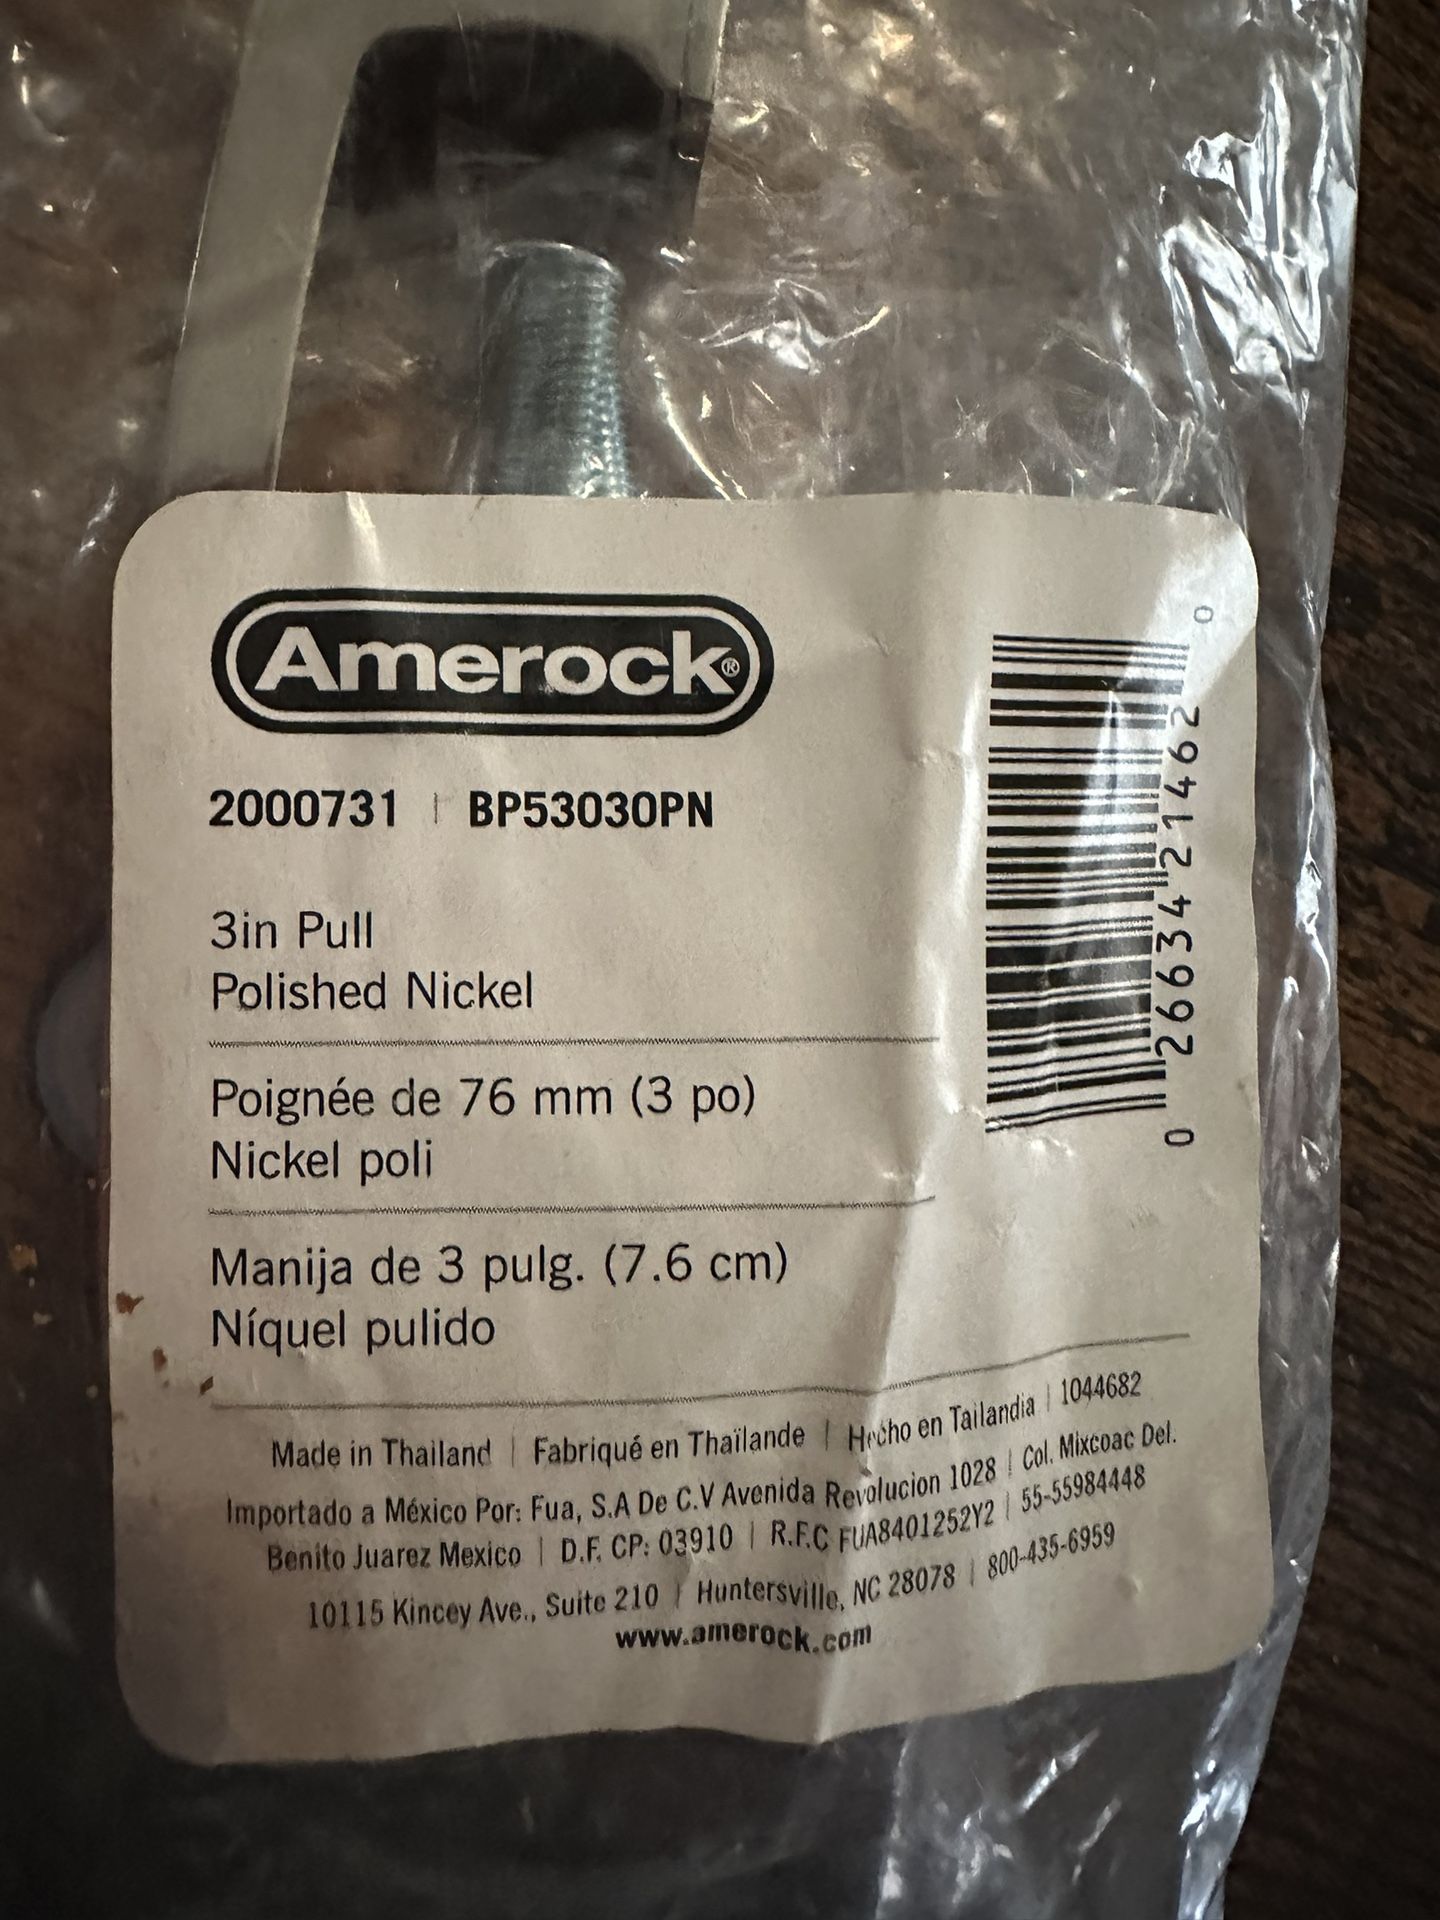 Amerock®
2000731 | BP53030PN
3in Pull
Polished Nickel
Poignée de 76 mm (3 po)
Nickel poli
Manija de 3 pulg. (7.6 cm)
Níquel pulido
0 26634 21462 0
Made in Thailand | Fabriqué en Thaïlande | Hecho en Tailandia | 1044682
Importado a México Por: Fua, S.A De C.V Avenida Revolucion 1028 | Col. Mixcoac Del.
Benito Juarez Mexico | D.F. CP: 03910 | R.F.C FUA8401252Y2 | 55-55984448
10115 Kincey Ave., Suite 210 | Huntersville, NC 28078 | 800-435-6959
www.amerock.com